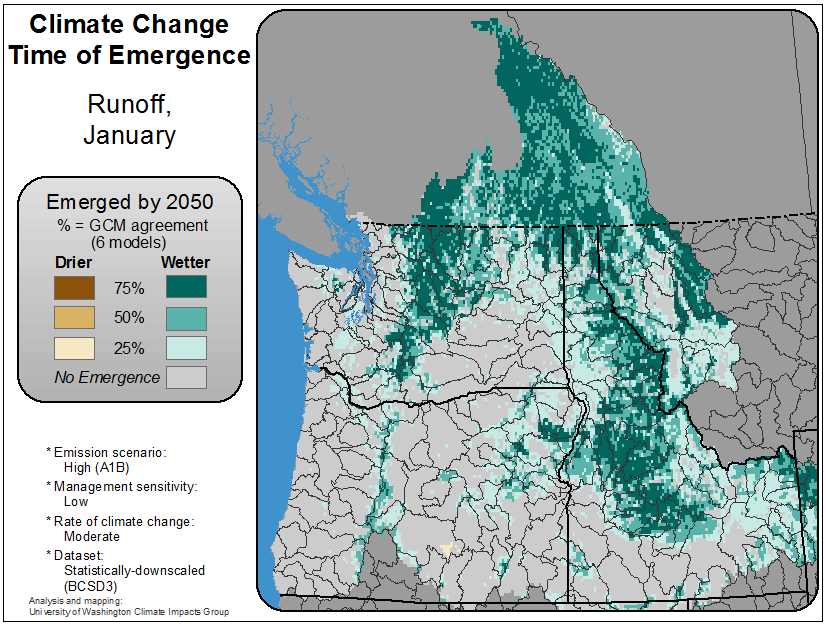 Climate Change
Time of Emergence
Runoff,
January
Emerged by 2050
% = GCM agreement
(6 models)
Drier Wetter
75%
50%
25%
No Emergence
* Emission scenario:
High (A1B)
* Management sensitivity:
Low
* Rate of climate change:
Moderate
* Dataset:
Statistically-downscaled
(BCSD3)
Analysis and mapping:
University of Washington Climate Impacts Group